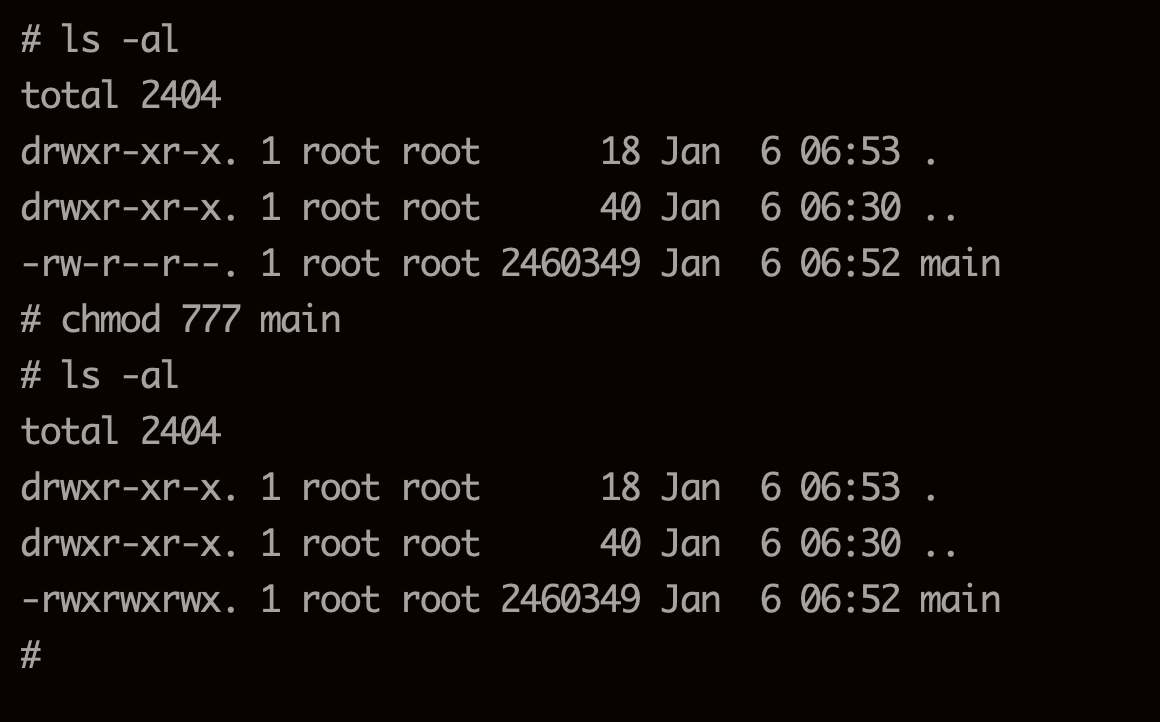 # ls -al
total 2404
drwxr-xr-x. 1 root root      18 Jan  6 06:53 .
drwxr-xr-x. 1 root root      40 Jan  6 06:30 ..
-rw-r--r--. 1 root root 2460349 Jan  6 06:52 main
# chmod 777 main
# ls -al
total 2404
drwxr-xr-x. 1 root root      18 Jan  6 06:53 .
drwxr-xr-x. 1 root root      40 Jan  6 06:30 ..
-rwxrwxrwx. 1 root root 2460349 Jan  6 06:52 main
#